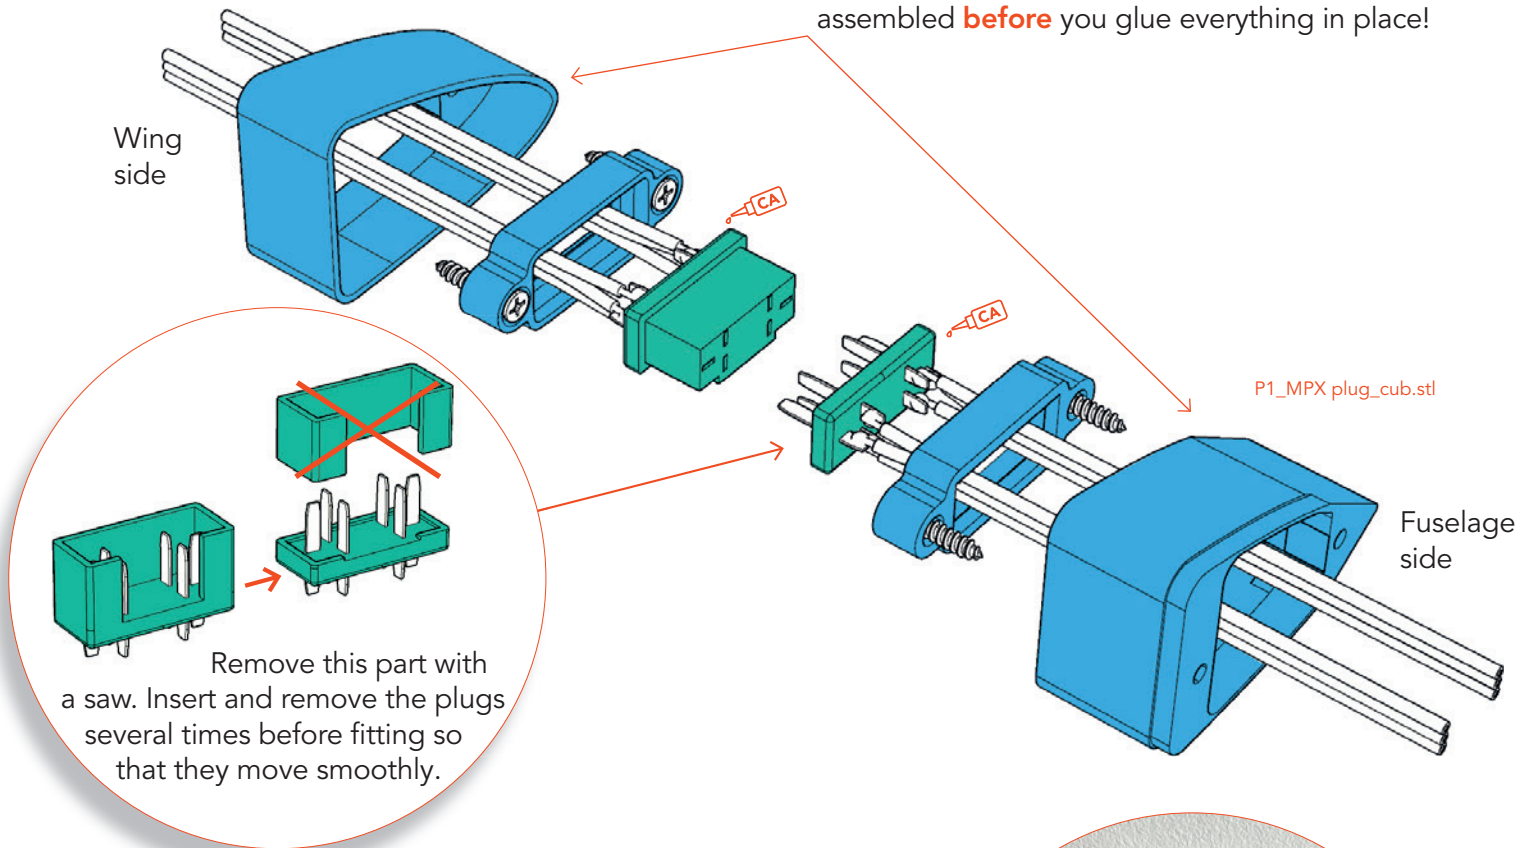 assembled before you glue everything in place!
Wing
side
CA
CA
P1_MPX plug_cub.stl
Fuselage
side
Remove this part with
a saw. Insert and remove the plugs
several times before fitting so
that they move smoothly.